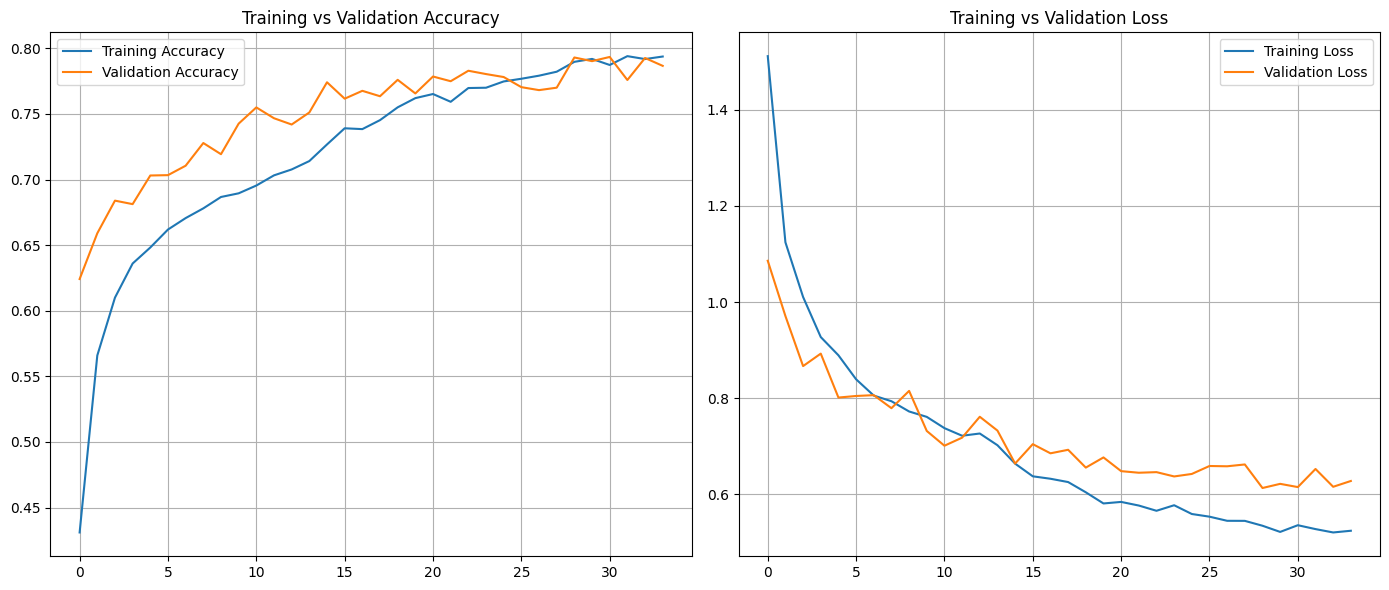 Training vs Validation Accuracy
Training Accuracy
Validation Accuracy
0.80
0.75
0.70
0.65
0.60
0.55
0.50
0.45
0 5 10 15 20 25 30
Training vs Validation Loss
Training Loss
Validation Loss
1.4
1.2
1.0
0.8
0.6
0 5 10 15 20 25 30